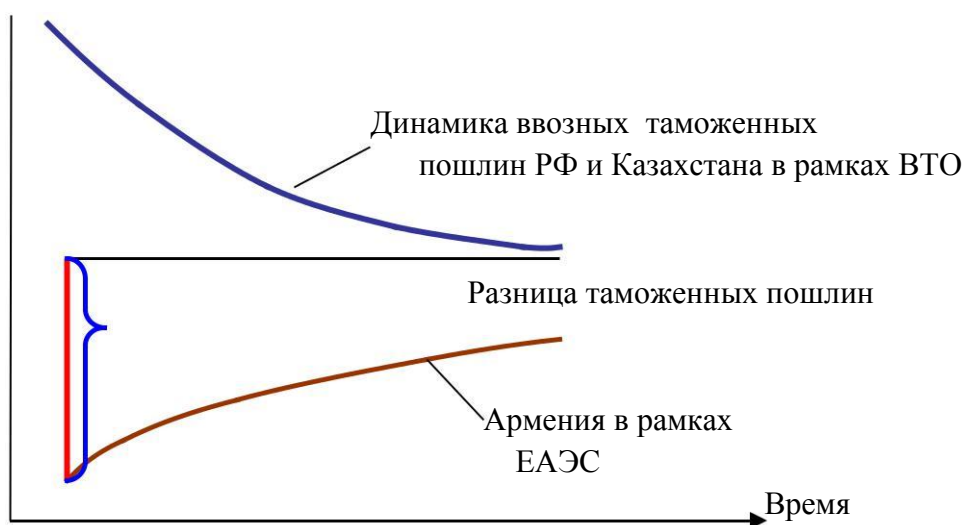 Динамика ввозных таможенных
пошлин РФ и Казахстана в рамках ВТО
Разница таможенных пошлин
Армения в рамках
ЕАЭС
Время